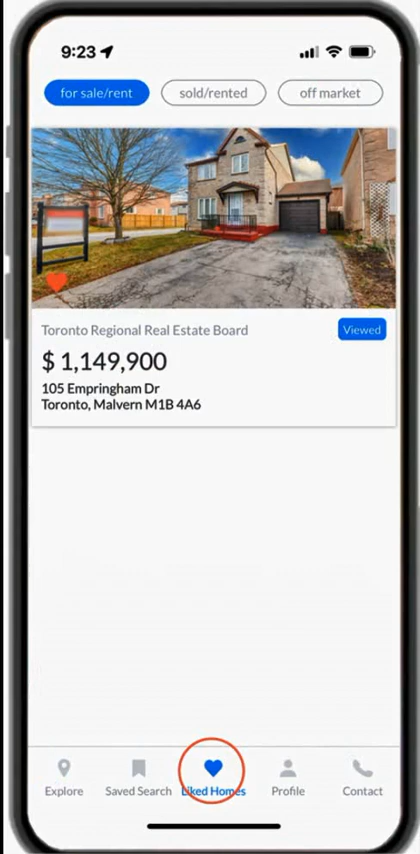 9:23
for sale/rent
sold/rented
off market
Toronto Regional Real Estate Board
Viewed
$ 1,149,900
105 Empringham Dr
Toronto, Malvern M1B 4A6
Explore
Saved Search
Liked Homes
Profile
Contact